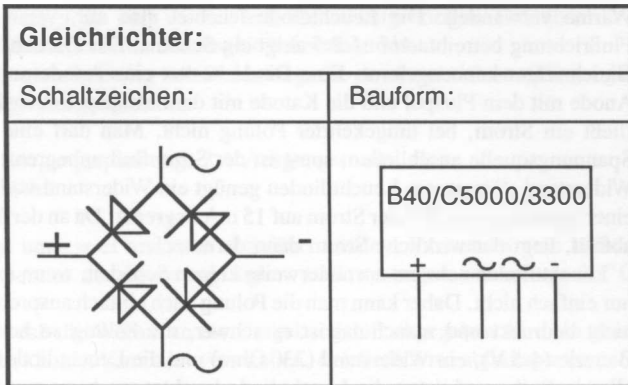 Gleichrichter:
Schaltzeichen:
Bauform:
~
+ -
~
B40/C5000/3300
+ ~ ~ -